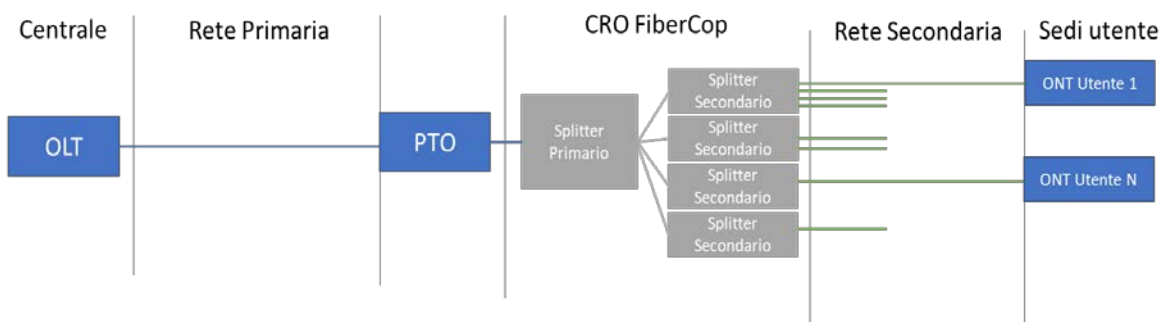 Centrale
Rete Primaria
CRO FiberCop
Rete Secondaria
Sedi utente
OLT
PTO
Splitter
Primario
Splitter
Secondario
Splitter
Secondario
Splitter
Secondario
Splitter
Secondario
ONT Utente 1
ONT Utente N